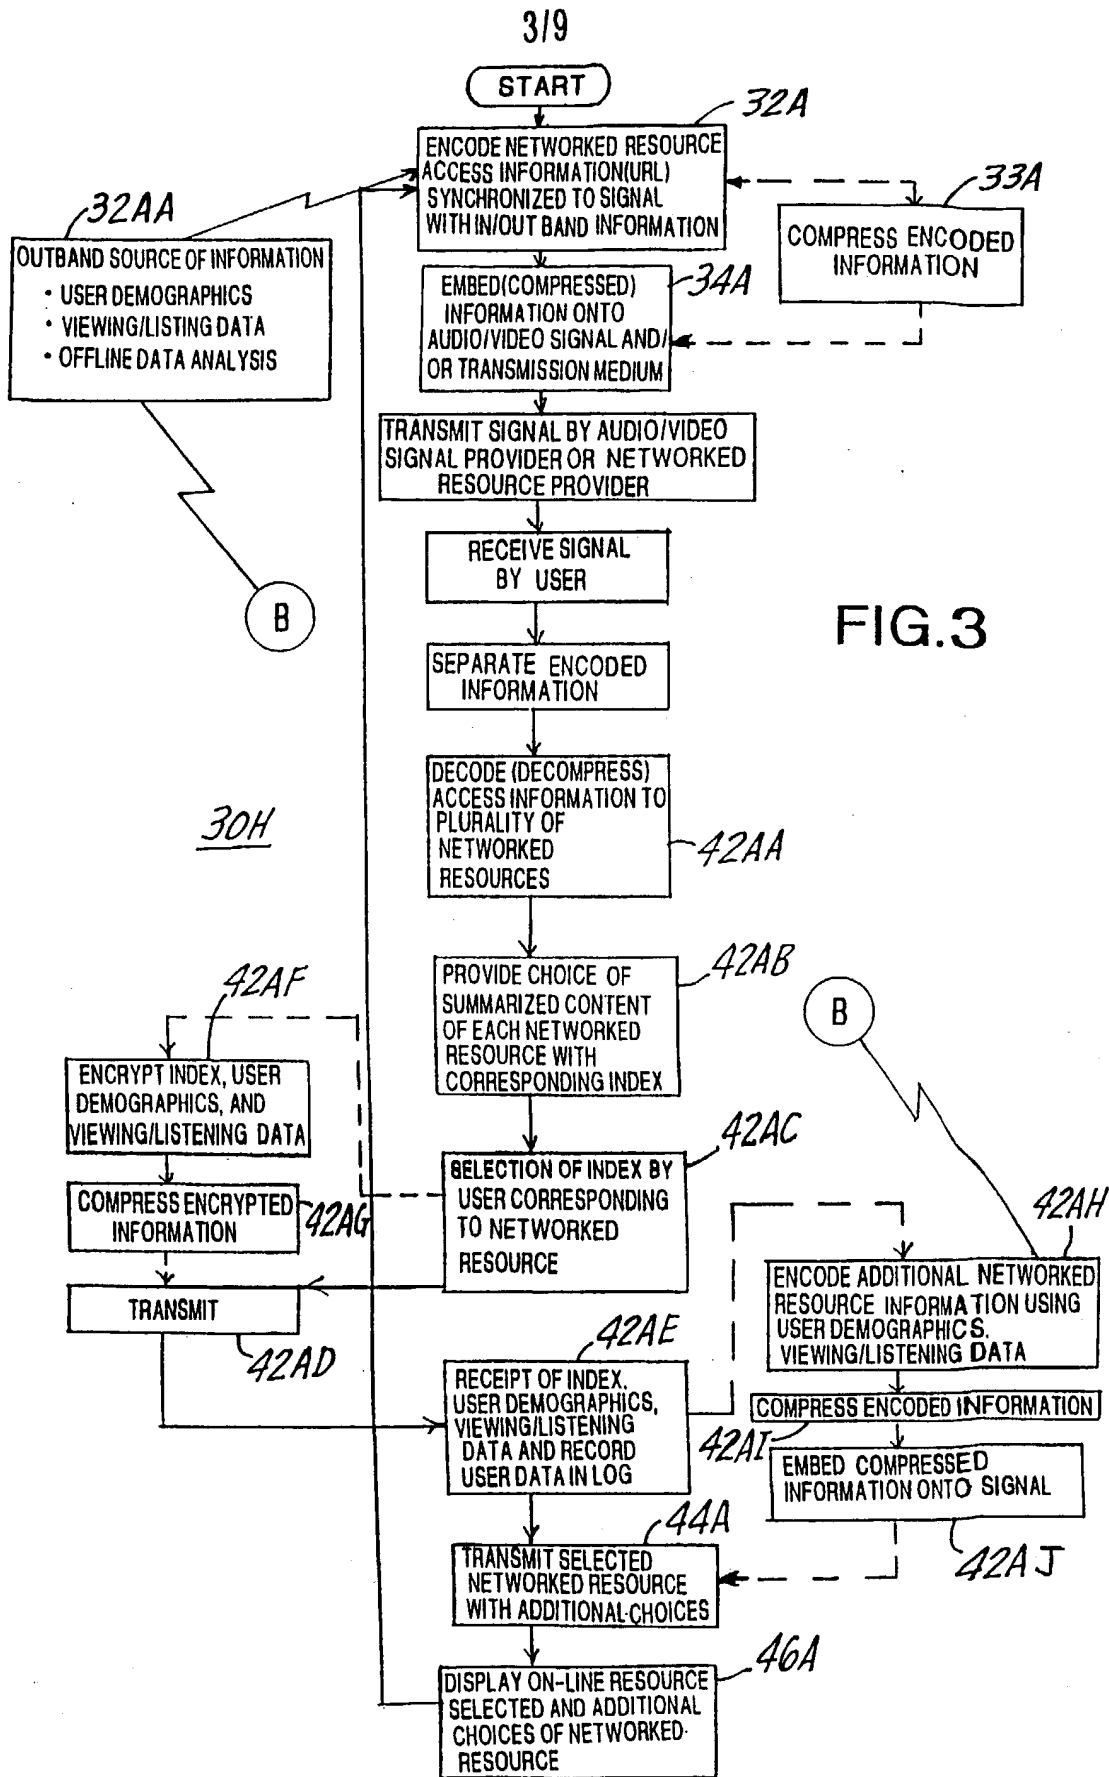 3/9
START
32A
ENCODE NETWORKED RESOURCE
ACCESS INFORMATION(URL)
SYNCHRONIZED TO SIGNAL
WITH IN/OUT BAND INFORMATION
33A
COMPRESS ENCODED
INFORMATION
32AA
OUTBAND SOURCE OF INFORMATION
• USER DEMOGRAPHICS
• VIEWING/LISTING DATA
• OFFLINE DATA ANALYSIS
34A
EMBED(COMPRESSED)
INFORMATION ONTO
AUDIO/VIDEO SIGNAL AND/
OR TRANSMISSION MEDIUM
TRANSMIT SIGNAL BY AUDIO/VIDEO
SIGNAL PROVIDER OR NETWORKED
RESOURCE PROVIDER
RECEIVE SIGNAL
BY USER
B
FIG.3
SEPARATE ENCODED
INFORMATION
DECODE (DECOMPRESS)
ACCESS INFORMATION TO
PLURALITY OF
NETWORKED
RESOURCES
42AA
30H
42AB
PROVIDE CHOICE OF
SUMMARIZED CONTENT
OF EACH NETWORKED
RESOURCE WITH
CORRESPONDING INDEX
B
42AF
ENCRYPT INDEX, USER
DEMOGRAPHICS, AND
VIEWING/LISTENING DATA
42AC
SELECTION OF INDEX BY
USER CORRESPONDING
TO NETWORKED
RESOURCE
COMPRESS ENCRYPTED
INFORMATION
42AG
TRANSMIT
42AD
42AH
ENCODE ADDITIONAL NETWORKED
RESOURCE INFORMATION USING
USER DEMOGRAPHICS.
VIEWING/LISTENING DATA
42AE
RECEIPT OF INDEX.
USER DEMOGRAPHICS,
VIEWING/LISTENING
DATA AND RECORD
USER DATA IN LOG
COMPRESS ENCODED INFORMATION
42AI
EMBED COMPRESSED
INFORMATION ONTO SIGNAL
42AJ
44A
TRANSMIT SELECTED
NETWORKED RESOURCE
WITH ADDITIONAL·CHOICES
46A
DISPLAY ON-LINE RESOURCE
SELECTED AND ADDITIONAL
CHOICES OF NETWORKED·
RESOURCE